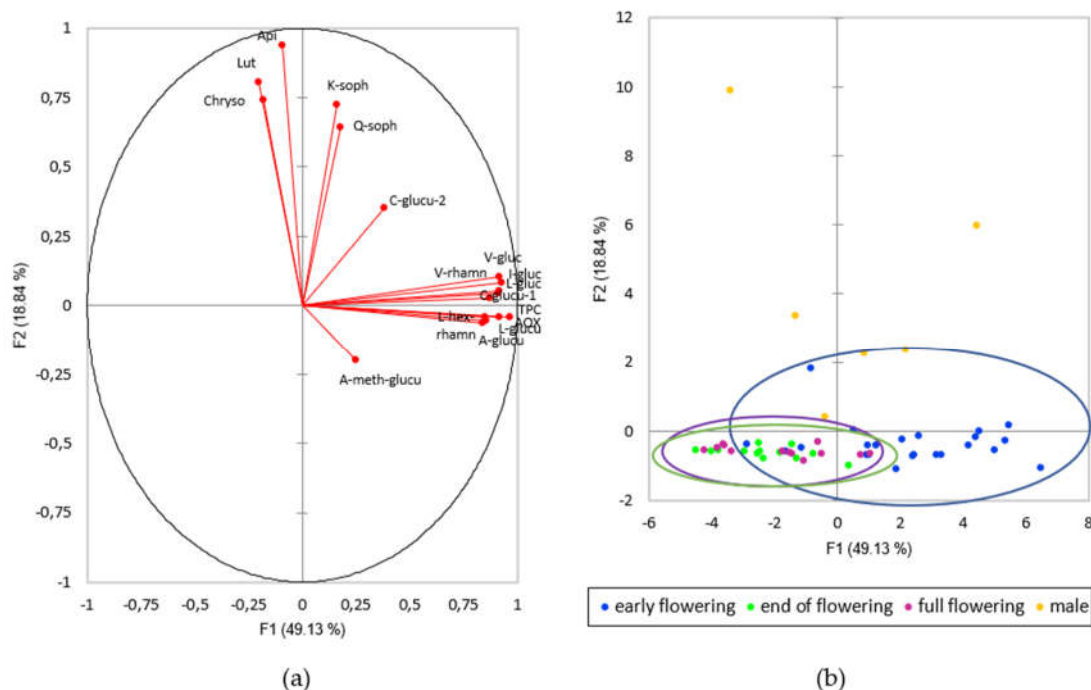 1
0,75
0,5
0,25
0
-0,25
-0,5
-0,75
-1
F2 (18.84 %)
Api
Lut
Chryso
K-soph
Q-soph
C-glucu-2
V-gluc
V-rhamn
I-gluc
L-gluc
C-glucu-1
TPC
L-hex-
AOX
rhamn
L-glucu
A-glucu
A-meth-glucu
-1 -0,75 -0,5 -0,25 0 0,25 0,5 0,75 1
F1 (49.13 %)
(a)
12
10
8
6
4
2
0
-2
F2 (18.84 %)
-6 -4 -2 0 2 4 6 8
F1 (49.13 %)
early flowering end of flowering full flowering male
(b)